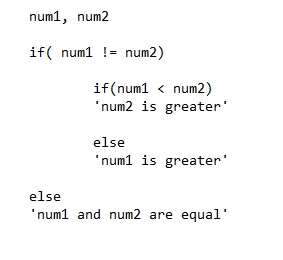 num1, num2
if( num1 != num2)
if(num1 < num2)
'num2 is greater'
else
'num1 is greater'
else
'num1 and num2 are equal'